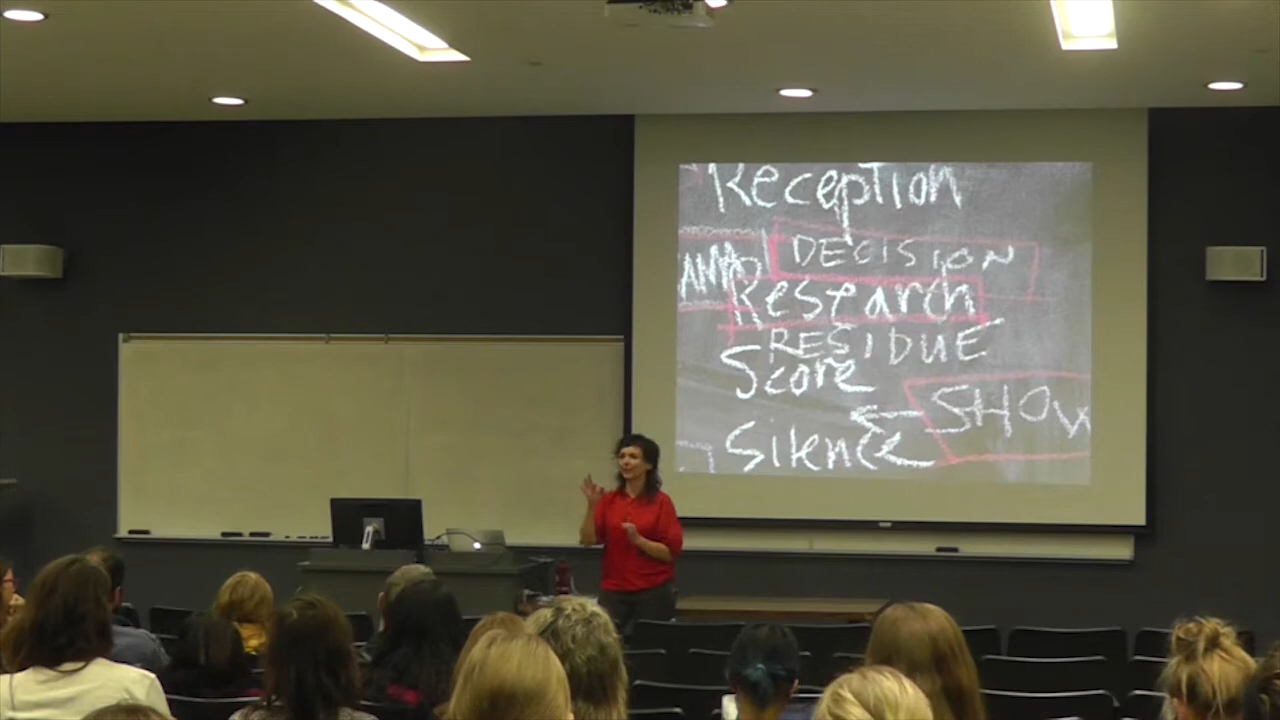 Reception
DECISION
Research
RESIDUE
Score
SHOW
Silence